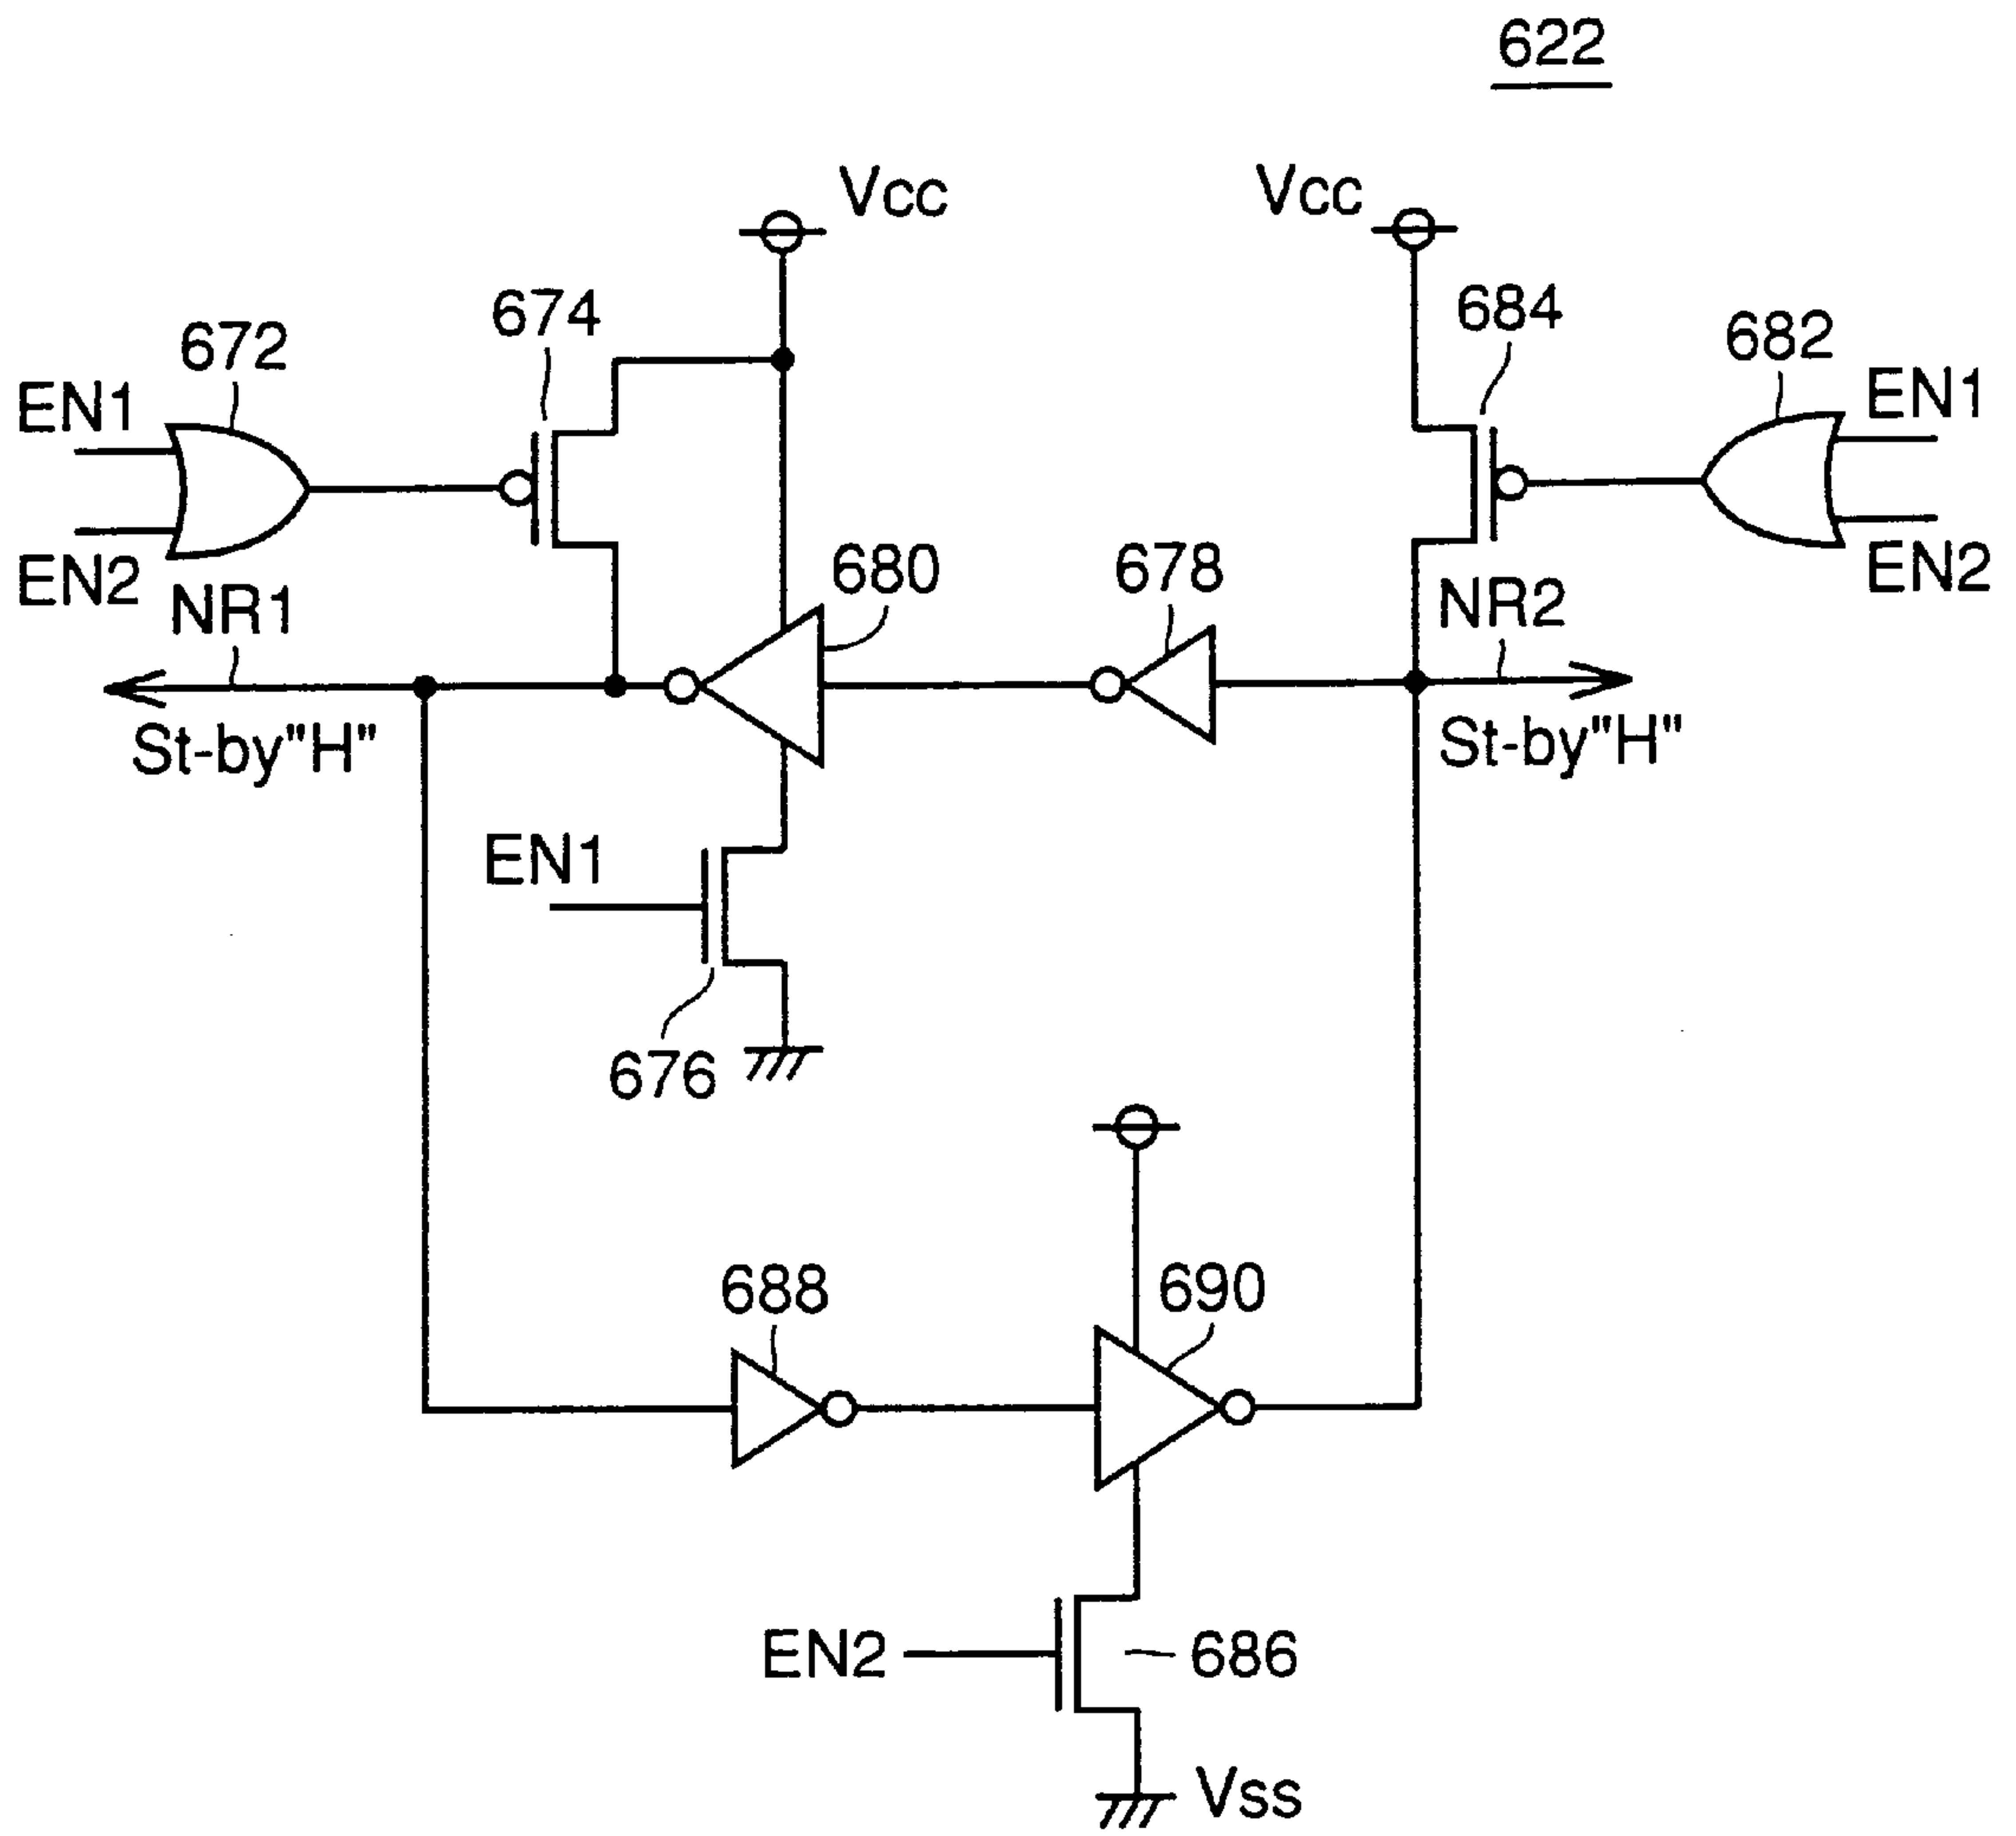 622
Vcc
Vcc
674
684
672
682
EN1
EN1
680
678
EN2
EN2
NR1
NR2
St-by"H"
St-by"H"
EN1
676
688
690
EN2
686
Vss